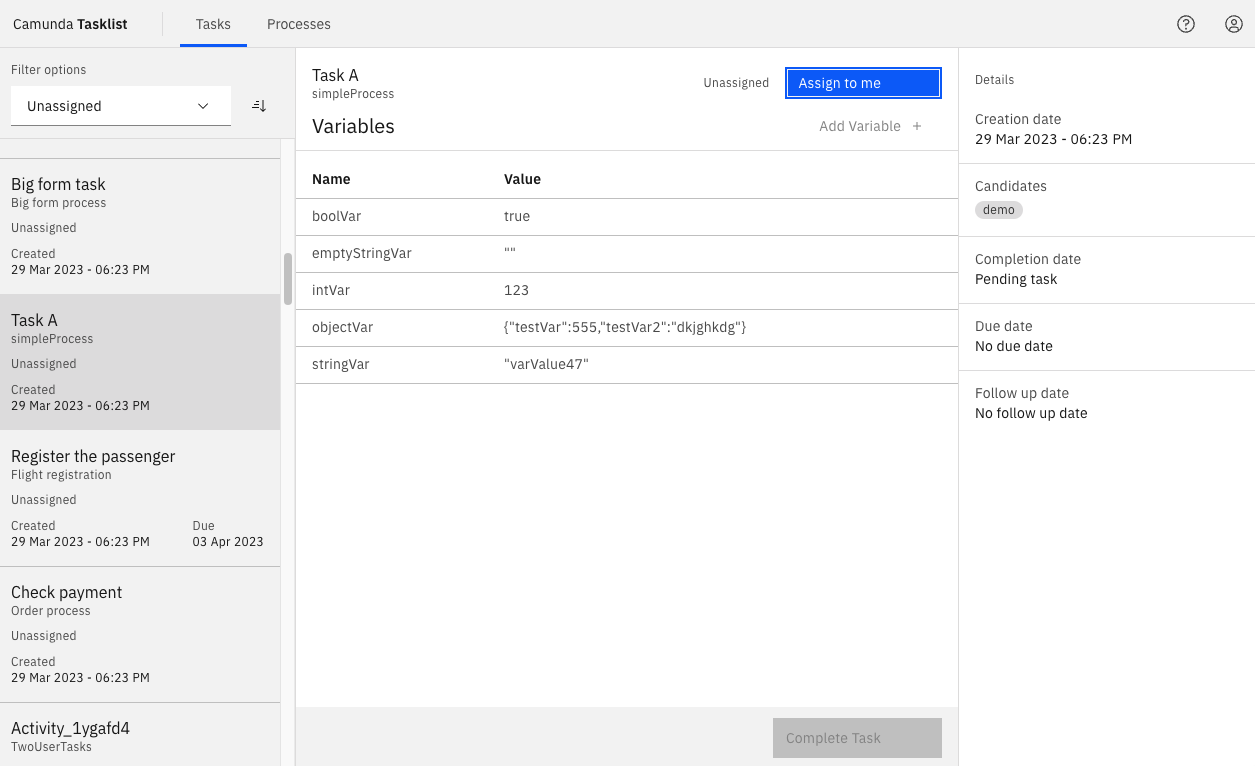 Camunda Tasklist
Tasks
Processes
Filter options
Unassigned
Big form task
Big form process
Unassigned
Created
29 Mar 2023 - 06:23 PM
Task A
simpleProcess
Unassigned
Created
29 Mar 2023 - 06:23 PM
Register the passenger
Flight registration
Unassigned
Created Due
29 Mar 2023 - 06:23 PM 03 Apr 2023
Check payment
Order process
Unassigned
Created
29 Mar 2023 - 06:23 PM
Activity_1ygafd4
TwoUserTasks
Task A
simpleProcess
Unassigned
Assign to me
Variables
Add Variable +
Name Value
boolVar true
emptyStringVar ""
intVar 123
objectVar {"testVar":555,"testVar2":"dkjghkdg"}
stringVar "varValue47"
Complete Task
Details
Creation date
29 Mar 2023 - 06:23 PM
Candidates
demo
Completion date
Pending task
Due date
No due date
Follow up date
No follow up date